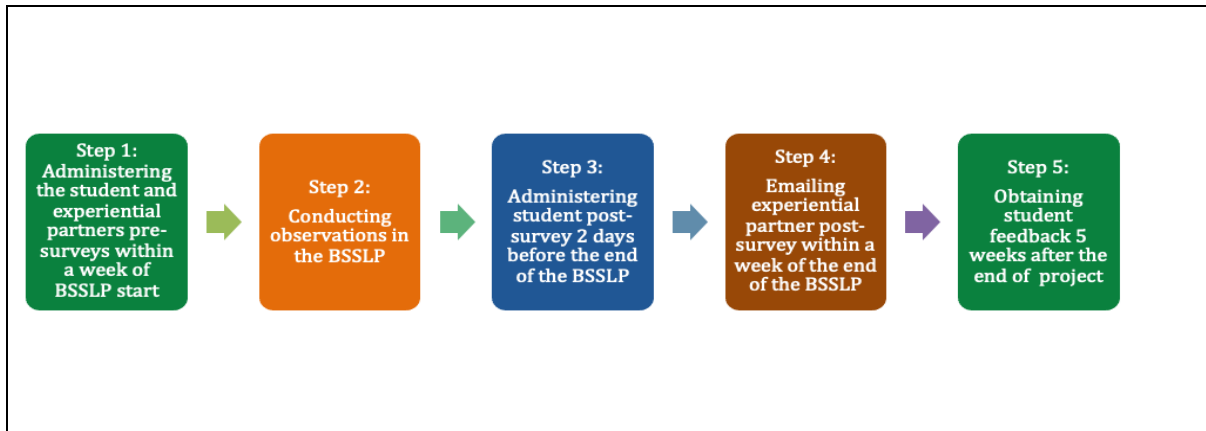 Step 1:
Administering
the student and
experiential
partners pre-
surveys within
a week of
BSSLP start
Step 2:
Conducting
observations in
the BSSLP
Step 3:
Administering
student post-
survey 2 days
before the end
of the BSSLP
Step 4:
Emailing
experiential
partner post-
survey within a
week of the end
of the BSSLP
Step 5:
Obtaining
student
feedback 5
weeks after the
end of project